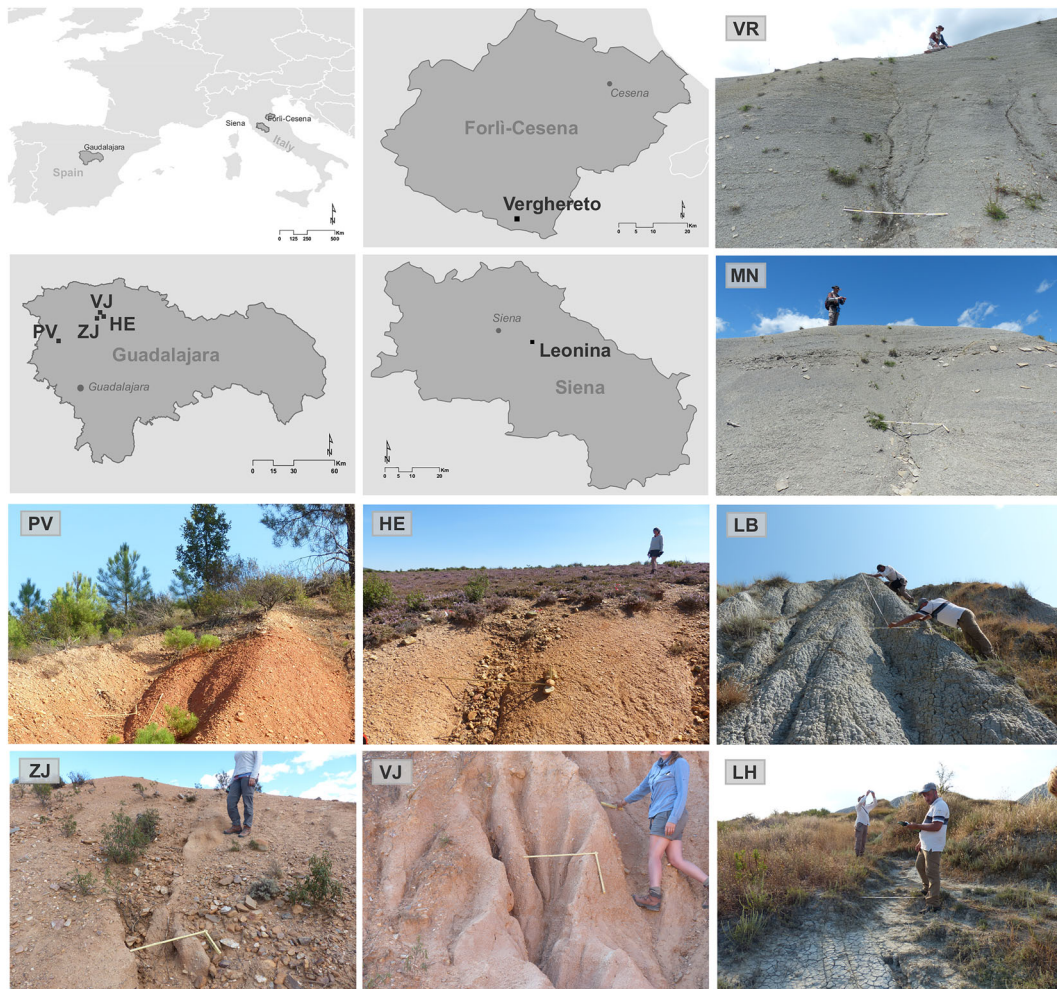 Siena
Forlì-Cesena
Italy
Gaudalajara
Spain
N
0 125 250 500
Km
Cesena
Forlì-Cesena
Verghereto
N
0 5 10 20
Km
VR
VJ
PV ZJ HE
Guadalajara
Guadalajara
N
0 15 30 60
Km
Siena
Leonina
Siena
N
0 5 10 20
Km
MN
PV
HE
LB
ZJ
VJ
LH